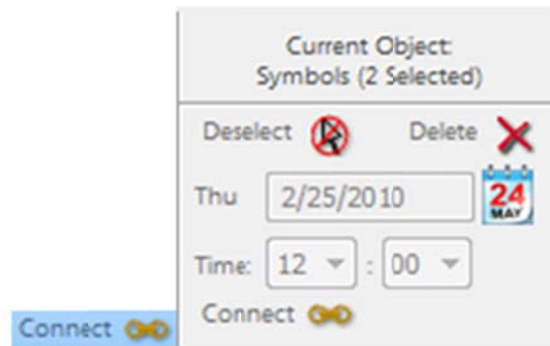 Current Object:
Symbols (2 Selected)
Deselect Delete
Thu 2/25/2010 24 MAY
Time: 12 : 00
Connect Connect